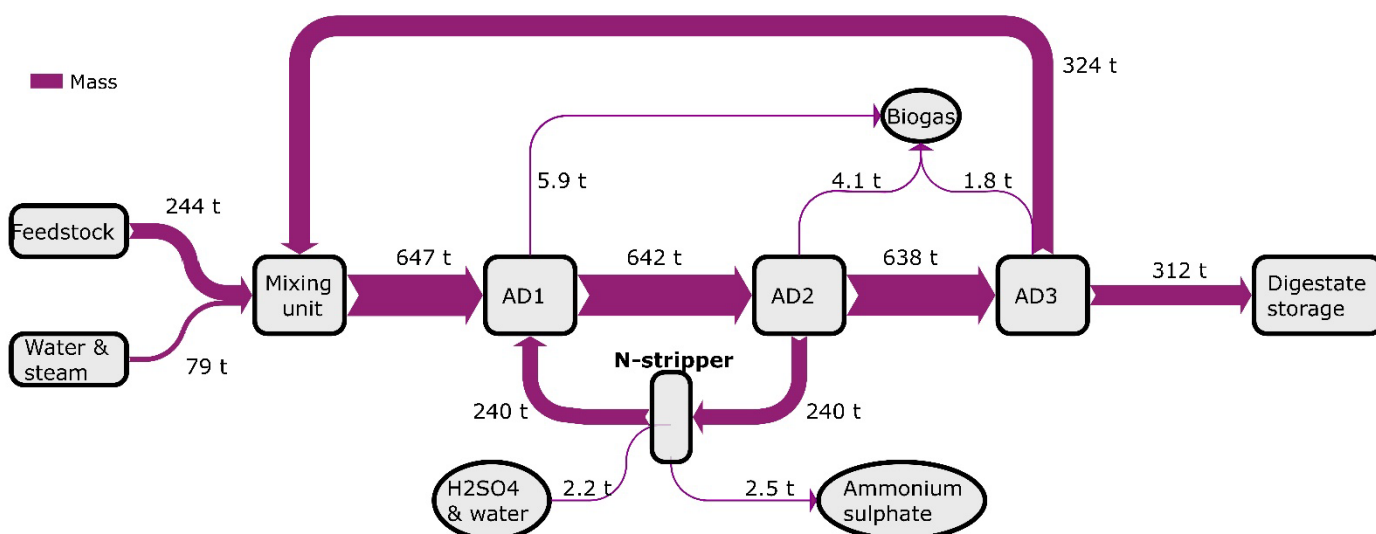 324 t
Mass
Biogas
5.9 t
4.1 t
1.8 t
244 t
Feedstock
647 t
642 t
638 t
312 t
Mixing
unit
AD1
AD2
AD3
Digestate
storage
Water &
steam
79 t
N-stripper
240 t
240 t
H2SO4
& water
2.2 t
2.5 t
Ammonium
sulphate